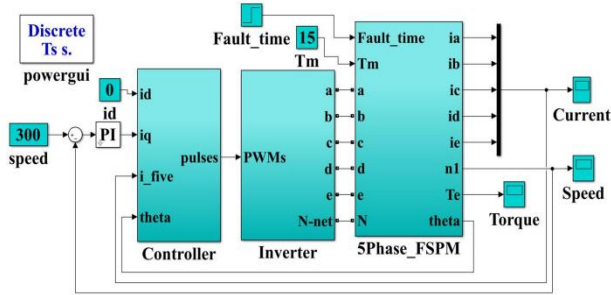 Discrete
Ts s.
powergui
Fault_time
15
Tm
0
id
300
speed
PI
id
iq
i_five
theta
pulses
Controller
PWMs
a
b
c
d
e
N-net
Inverter
Fault_time
Tm
a
b
c
d
e
N
ia
ib
ic
id
ie
n1
Te
theta
5Phase_FSPM
Current
Speed
Torque